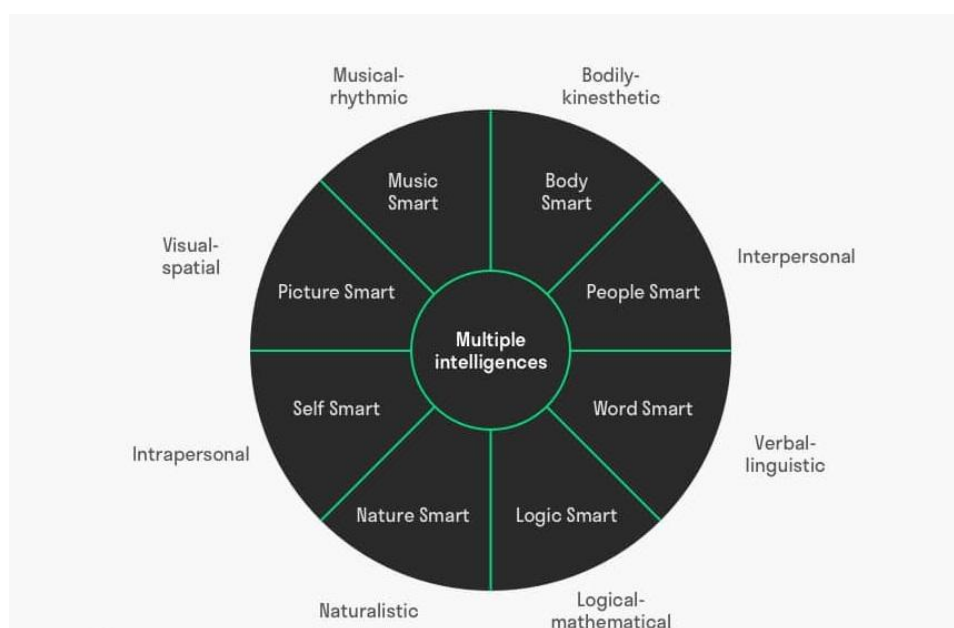 Musical-
rhythmic
Bodily-
kinesthetic
Music
Smart
Body
Smart
Visual-
spatial
Interpersonal
Picture Smart
People Smart
Multiple
intelligences
Self Smart
Word Smart
Intrapersonal
Verbal-
linguistic
Nature Smart
Logic Smart
Naturalistic
Logical-
mathematical